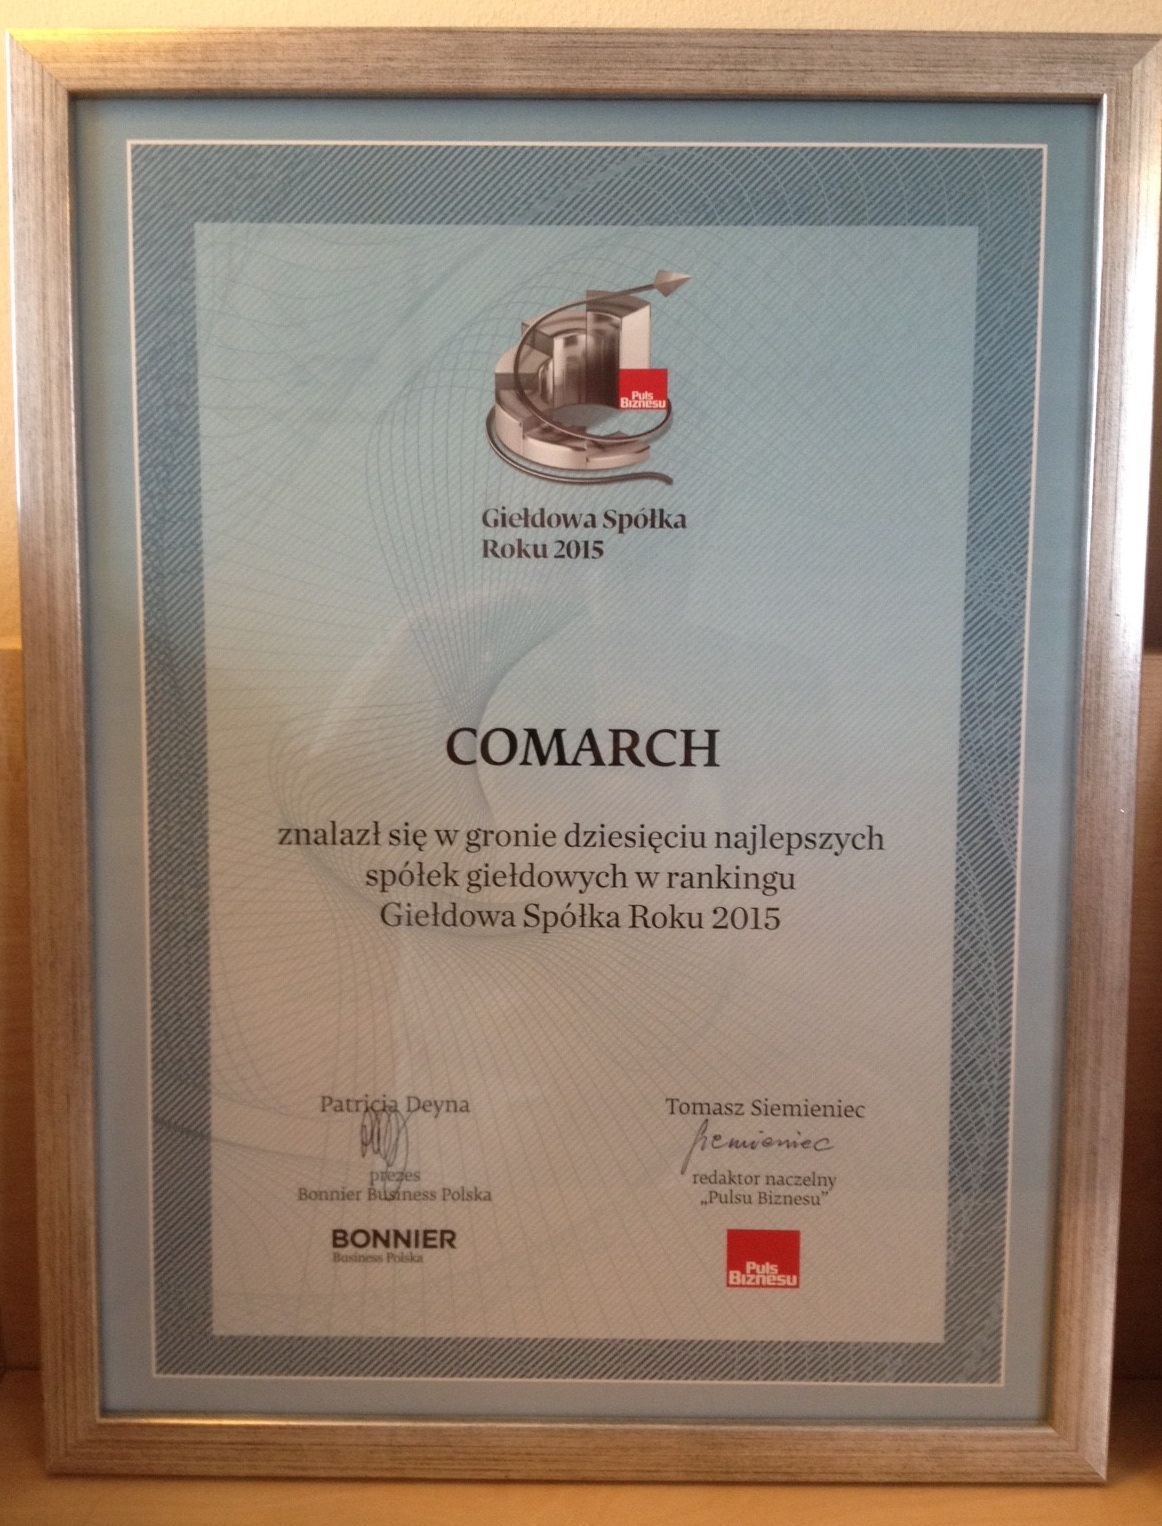 Puls
Biznesu
Giełdowa Spółka
Roku 2015
COMARCH
znalazł się w gronie dziesięciu najlepszych
spółek giełdowych w rankingu
Giełdowa Spółka Roku 2015
Patricia Deyna
prezes
Bonnier Business Polska
BONNIER
Business Polska
Tomasz Siemieniec
Siemieniec
redaktor naczelny
„Pulsu Biznesu”
Puls
Biznesu